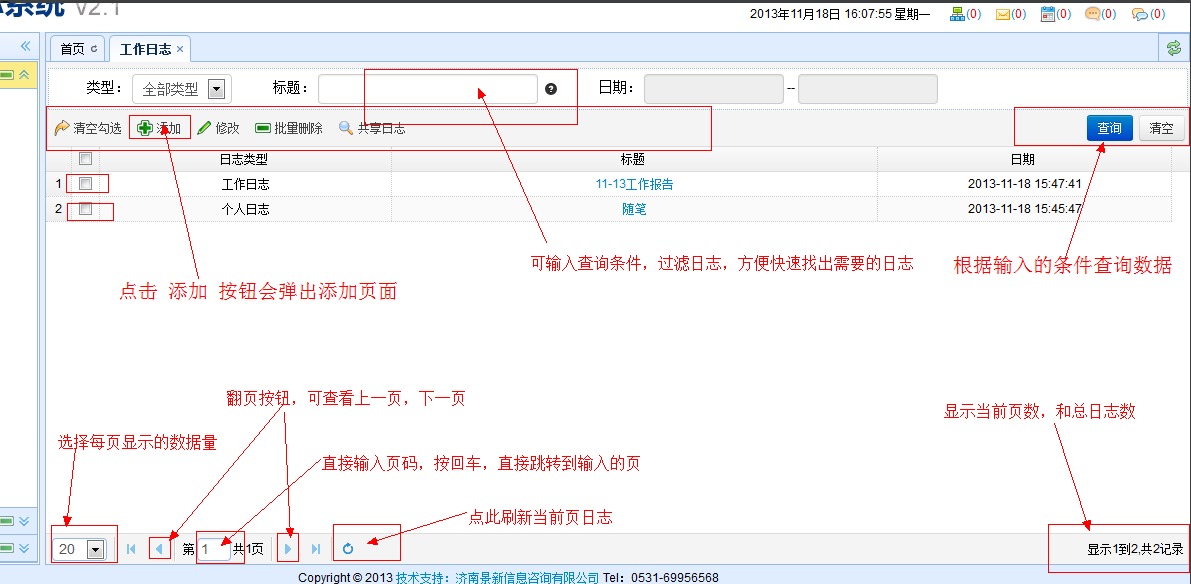 系统 V2.1
2013年11月18日 16:07:55 星期一 (0) (0) (0) (0) (0)
首页 工作日志
类型： 全部类型 标题： 日期： --
清空勾选 添加 修改 批量删除 共享日志 查询 清空
日志类型 标题 日期
1 工作日志 11-13工作报告 2013-11-18 15:47:41
2 个人日志 随笔 2013-11-18 15:45:47
可输入查询条件，过滤日志，方便快速找出需要的日志
根据输入的条件查询数据
点击 添加 按钮会弹出添加页面
翻页按钮，可查看上一页，下一页
显示当前页数，和总日志数
选择每页显示的数据量
直接输入页码，按回车，直接跳转到输入的页
点此刷新当前页日志
20 第 1 共1页 显示1到2,共2记录
Copyright © 2013 技术支持：济南景新信息咨询有限公司 Tel：0531-69956568